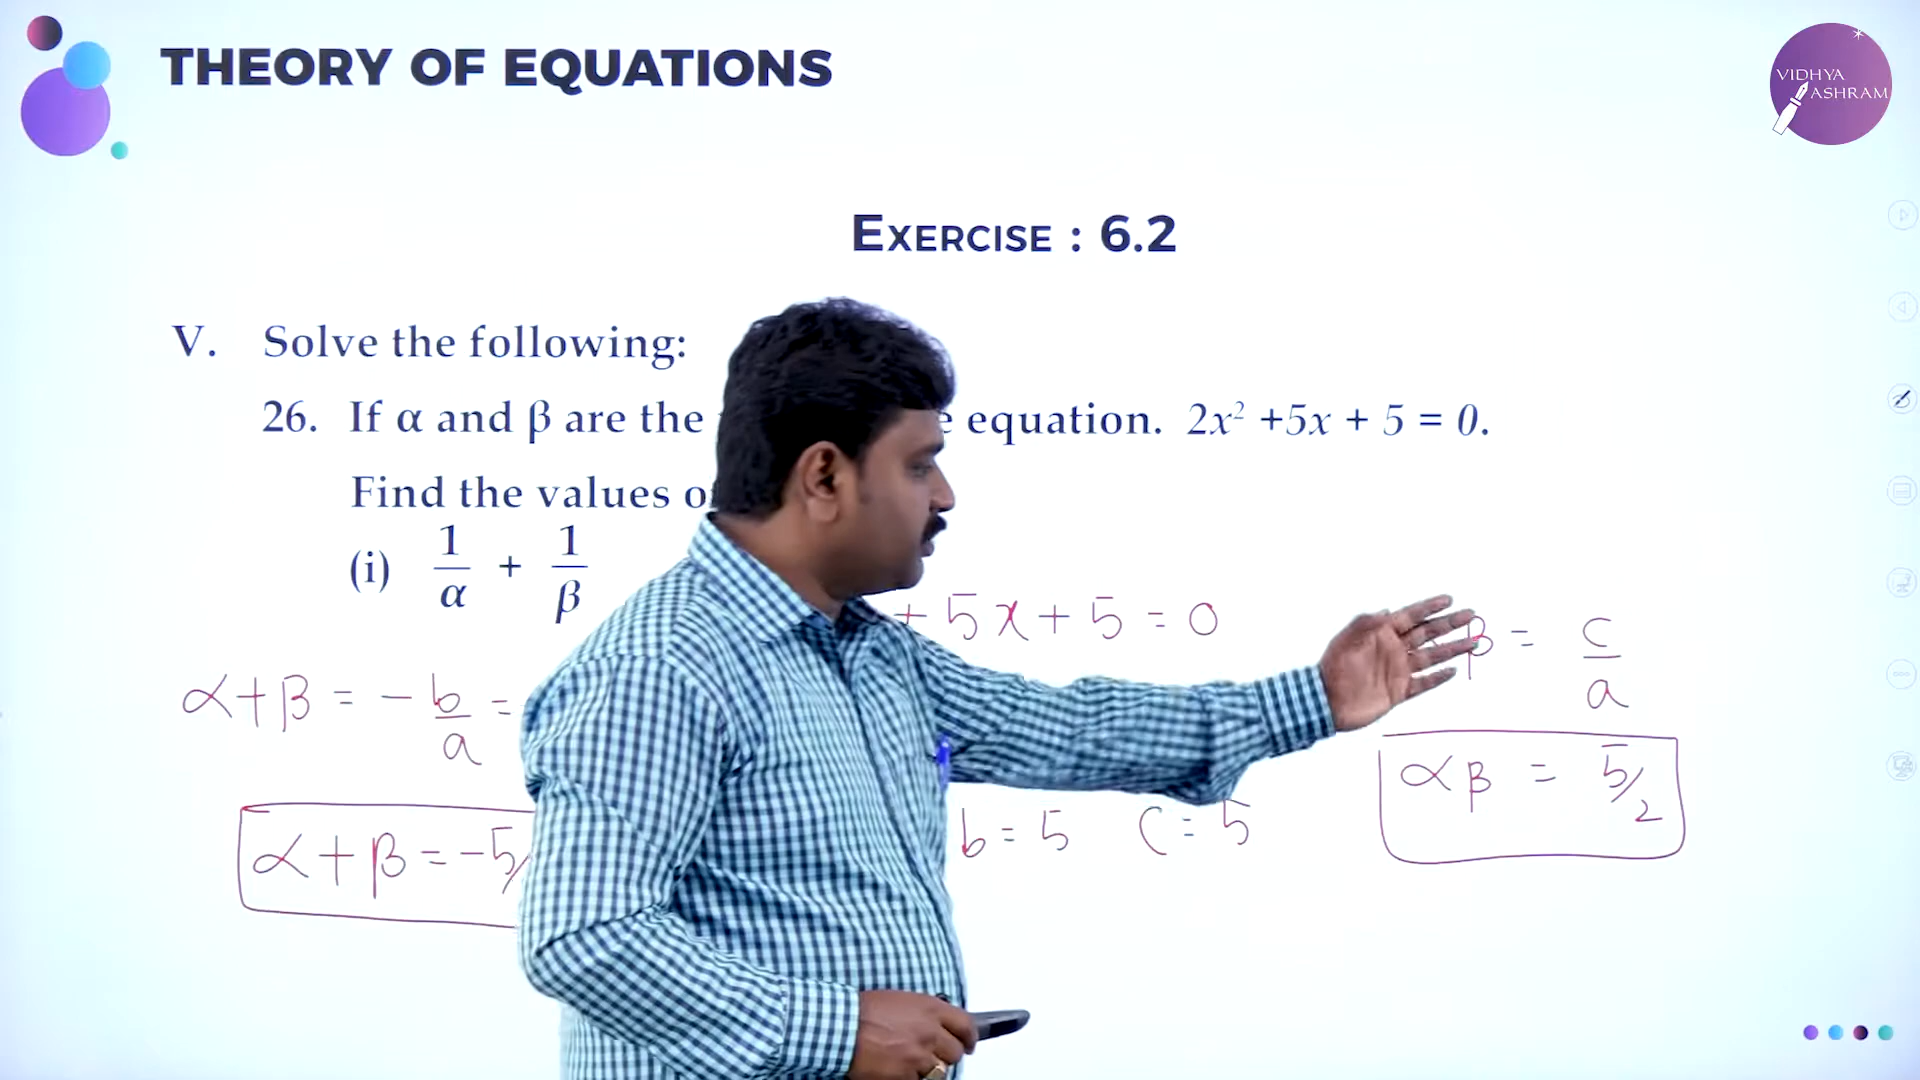 THEORY OF EQUATIONS
VIDHYA
ASHRAM
EXERCISE : 6.2
V. Solve the following:
26. If α and β are the equation. 2x² +5x + 5 = 0.
Find the values
(i) 1/α + 1/β
+ 5x + 5 = 0
β = c/a
α+β = -b/a =
αβ = 5/2
b = 5 c = 5
α+β = -5/